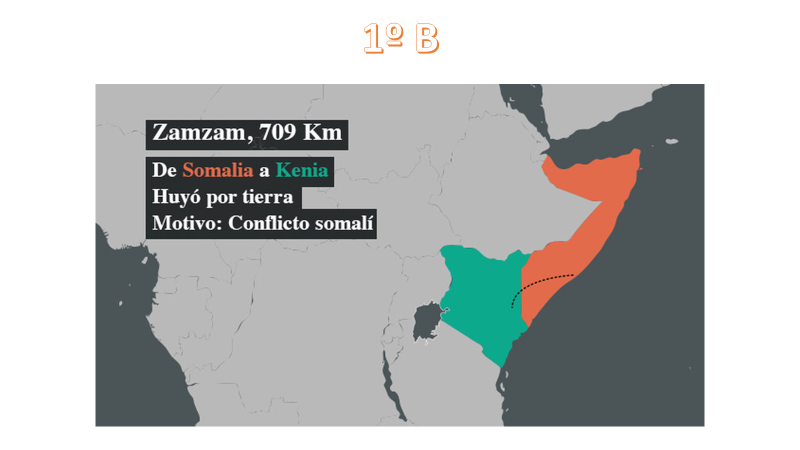 1º B
Zamzam, 709 Km
De Somalia a Kenia
Huyó por tierra
Motivo: Conflicto somalí